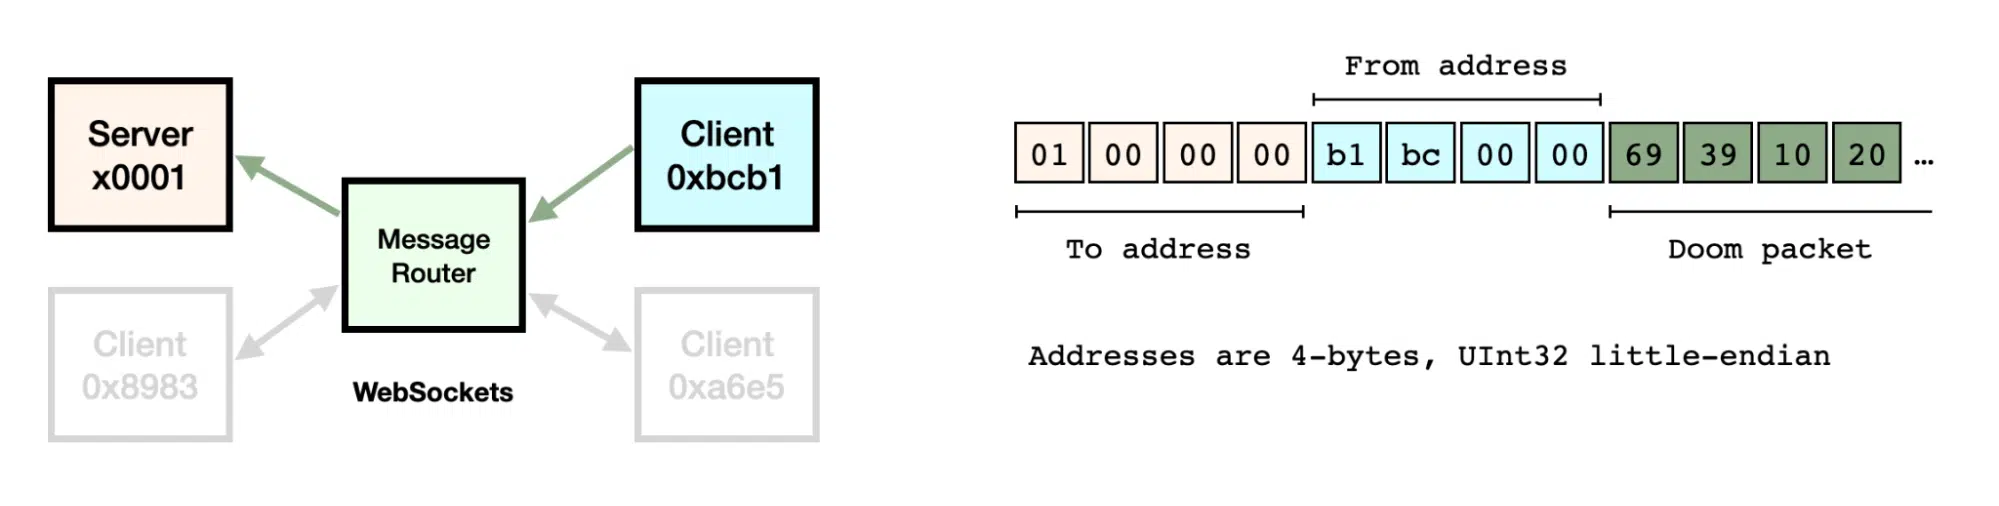 Server
x0001
Client
0xbcb1
Message
Router
Client
0x8983
Client
0xa6e5
WebSockets
From address
01 00 00 00 b1 bc 00 00 69 39 10 20 ...
To address
Doom packet
Addresses are 4-bytes, UInt32 little-endian